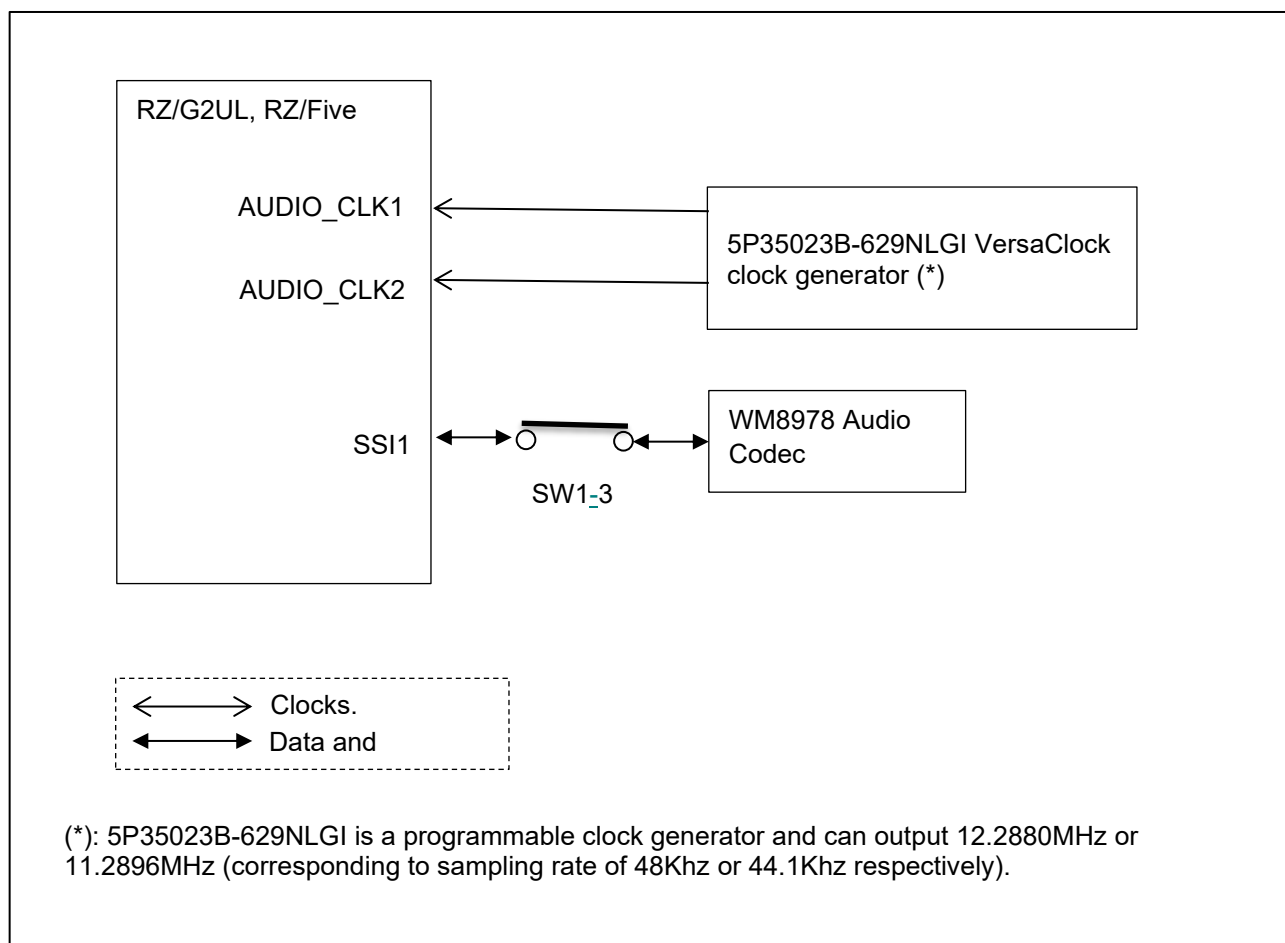 RZ/G2UL, RZ/Five
AUDIO_CLK1
AUDIO_CLK2
5P35023B-629NLGI VersaClock
clock generator (*)
SSI1
SW1-3
WM8978 Audio
Codec
Clocks.
Data and
(*): 5P35023B-629NLGI is a programmable clock generator and can output 12.2880MHz or
11.2896MHz (corresponding to sampling rate of 48Khz or 44.1Khz respectively).